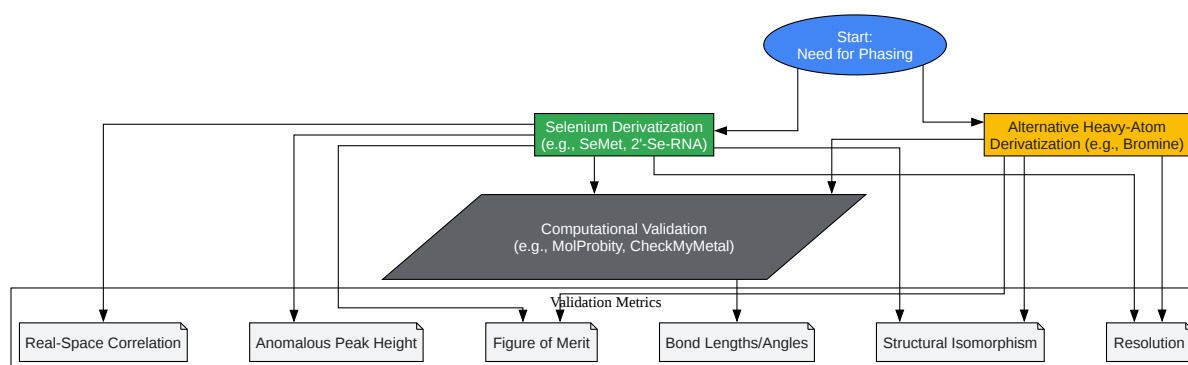 Start:
Need for Phasing
Selenium Derivatization
(e.g., SeMet, 2'-Se-RNA)
Alternative Heavy-Atom
Derivatization (e.g., Bromine)
Computational Validation
(e.g., MolProbity, CheckMyMetal)
Validation Metrics
Real-Space Correlation
Anomalous Peak Height
Figure of Merit
Bond Lengths/Angles
Structural Isomorphism
Resolution